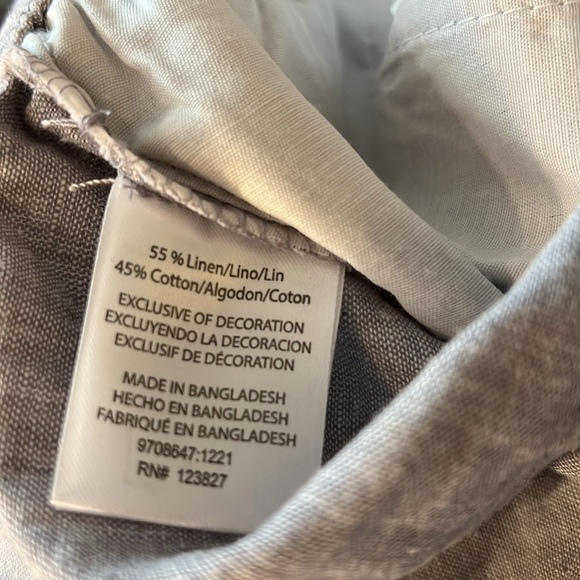 55 % Linen/Lino/Lin
45% Cotton/Algodon/Coton
EXCLUSIVE OF DECORATION
EXCLUYENDO LA DECORACION
EXCLUSIF DE DÉCORATION
MADE IN BANGLADESH
HECHO EN BANGLADESH
FABRIQUÉ EN BANGLADESH
9708647:1221
RN# 123827